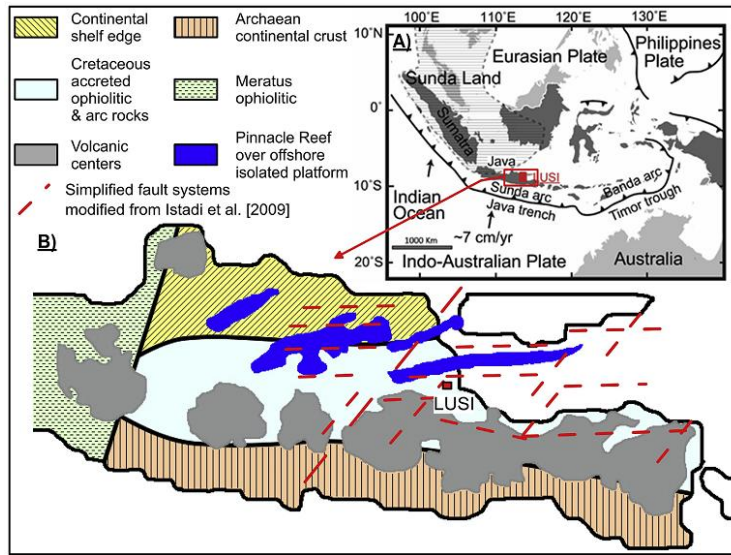 Continental
shelf edge
Archaean
continental crust
Cretaceous
accreted
ophiolitic
& arc rocks
Meratus
ophiolitic
Volcanic
centers
Pinnacle Reef
over offshore
isolated platform
Simplified fault systems
modified from Istadi et al. [2009]
A)
100°E
110°E
120°E
130°E
10°N
0°
10°S
20°S
Eurasian Plate
Philippines
Plate
Sunda Land
Sumatra
Java
LUSI
Sunda arc
Banda arc
Java trench
Timor trough
Indian
Ocean
~7 cm/yr
1000 Km
Indo-Australian Plate
Australia
B)
LUSI